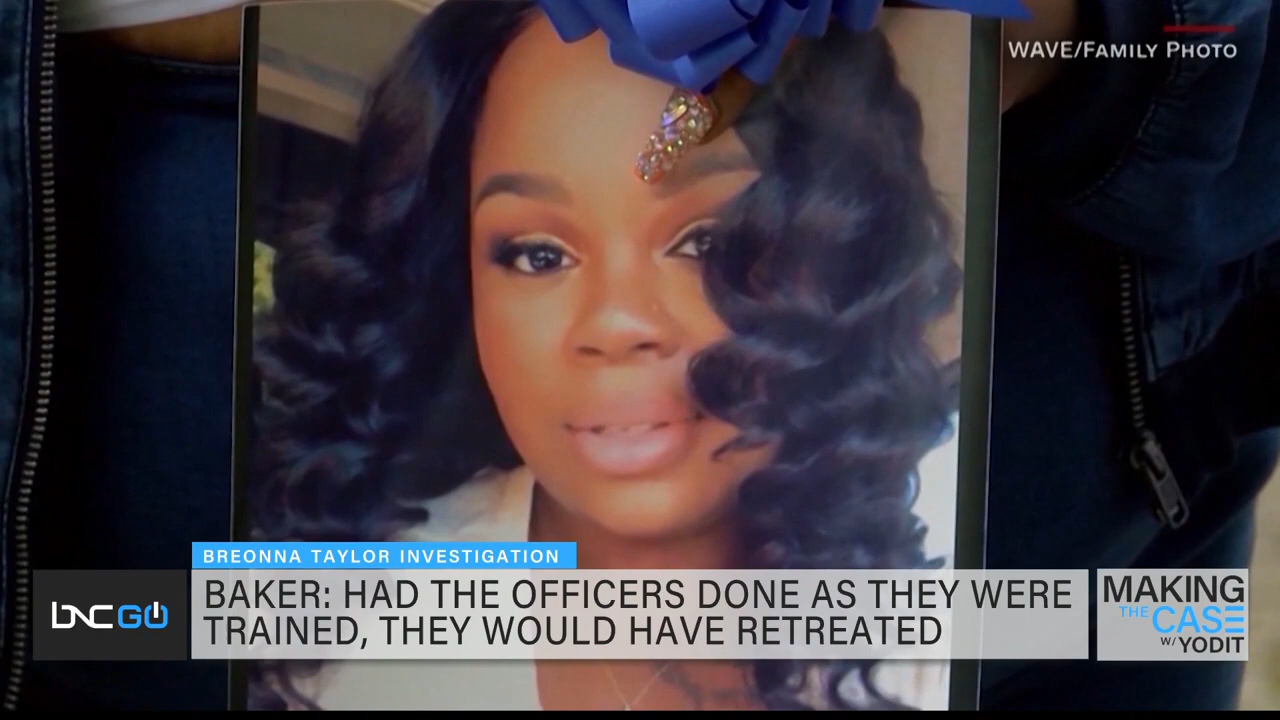 WAVE/FAMILY PHOTO
BREONNA TAYLOR INVESTIGATION
BAKER: HAD THE OFFICERS DONE AS THEY WERE
TRAINED, THEY WOULD HAVE RETREATED
BNC GO
MAKING
THE CASE
W/ YODIT